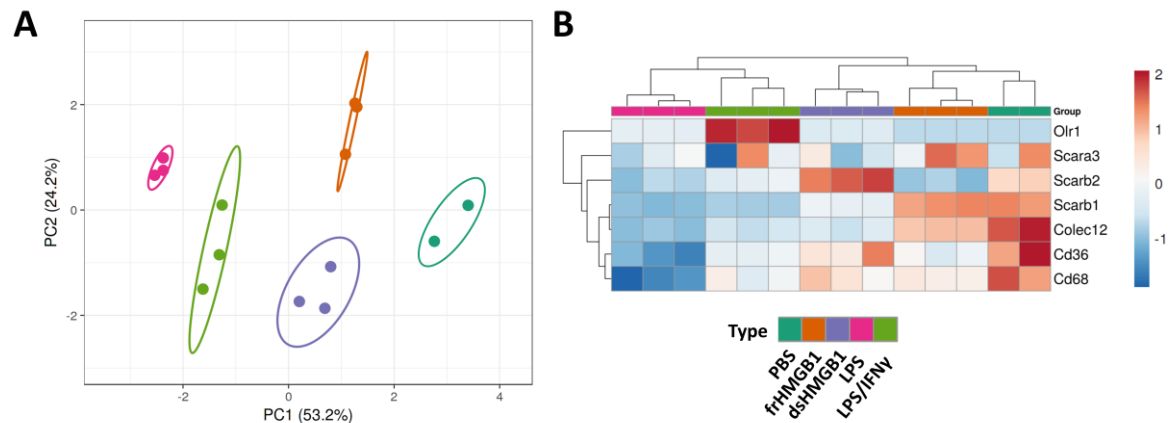 A
2
0
-2
PC2 (24.2%)
-2
0
2
4
PC1 (53.2%)
B
Group
Olr1
Scara3
Scarb2
Scarb1
Colec12
Cd36
Cd68
2
1
0
-1
Type
PBS
frHMGB1
dsHMGB1
LPS
LPS/IFNγ